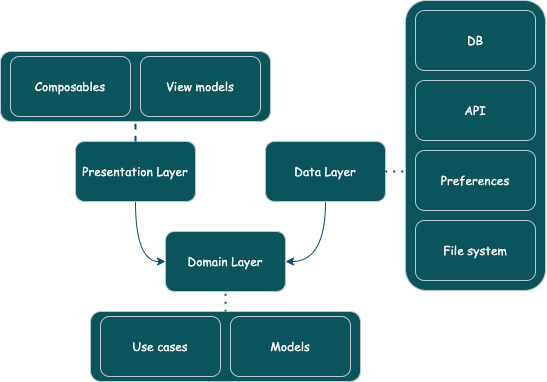 DB
Composables
View models
API
Presentation Layer
Data Layer
Preferences
File system
Domain Layer
Use cases
Models